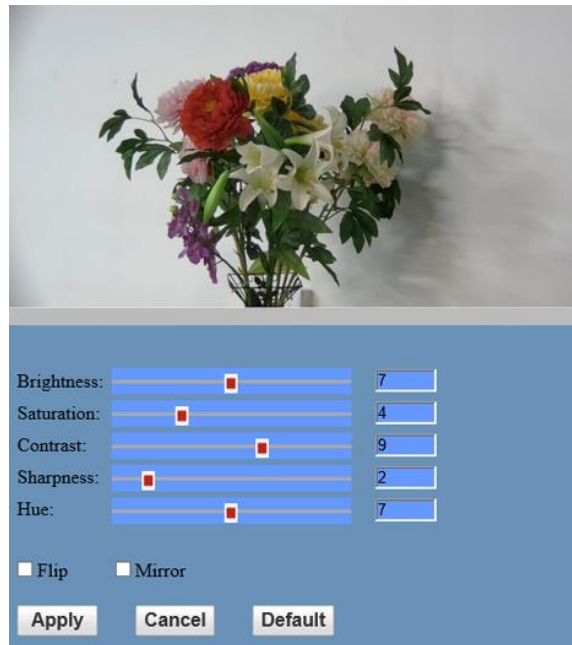 Brightness: 7
Saturation: 4
Contrast: 9
Sharpness: 2
Hue: 7
Flip Mirror
Apply Cancel Default